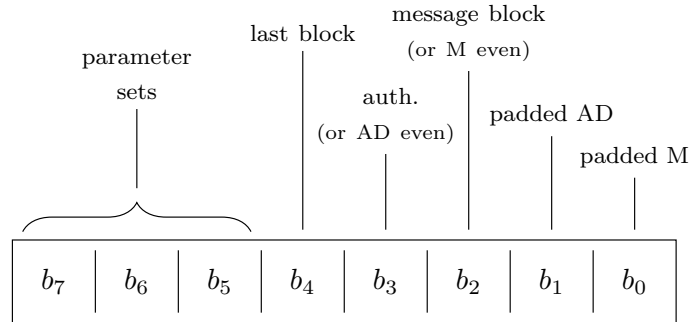 message block
(or M even)
last block
parameter
sets
auth.
(or AD even)
padded AD
padded M
b₇ b₆ b₅ b₄ b₃ b₂ b₁ b₀